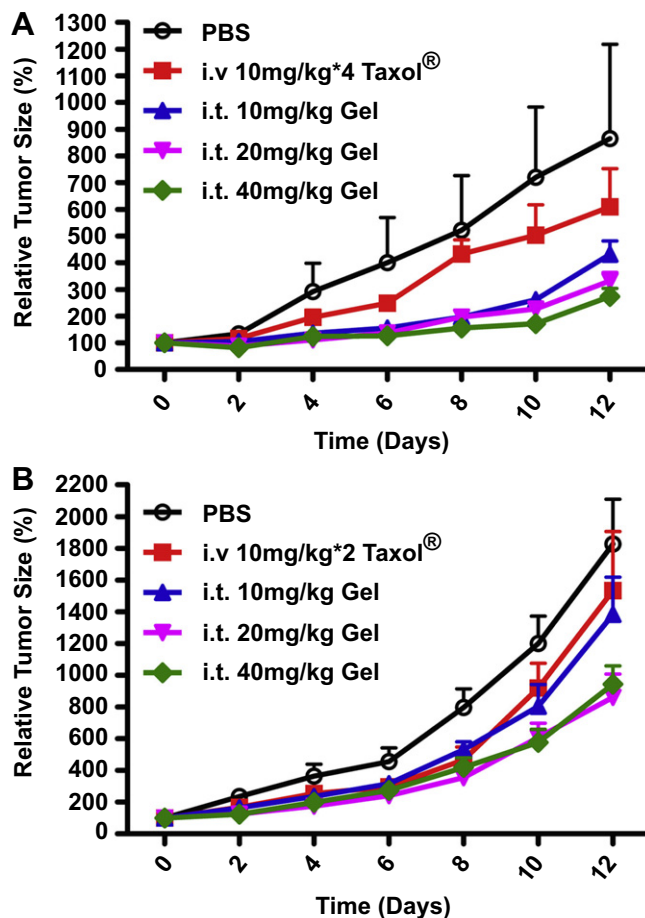 A
Relative Tumor Size (%)
1300
1200
1100
1000
900
800
700
600
500
400
300
200
100
0
PBS
i.v 10mg/kg*4 Taxol®
i.t. 10mg/kg Gel
i.t. 20mg/kg Gel
i.t. 40mg/kg Gel
0 2 4 6 8 10 12
Time (Days)
B
Relative Tumor Size (%)
2200
2000
1800
1600
1400
1200
1000
800
600
400
200
0
PBS
i.v 10mg/kg*2 Taxol®
i.t. 10mg/kg Gel
i.t. 20mg/kg Gel
i.t. 40mg/kg Gel
0 2 4 6 8 10 12
Time (Days)